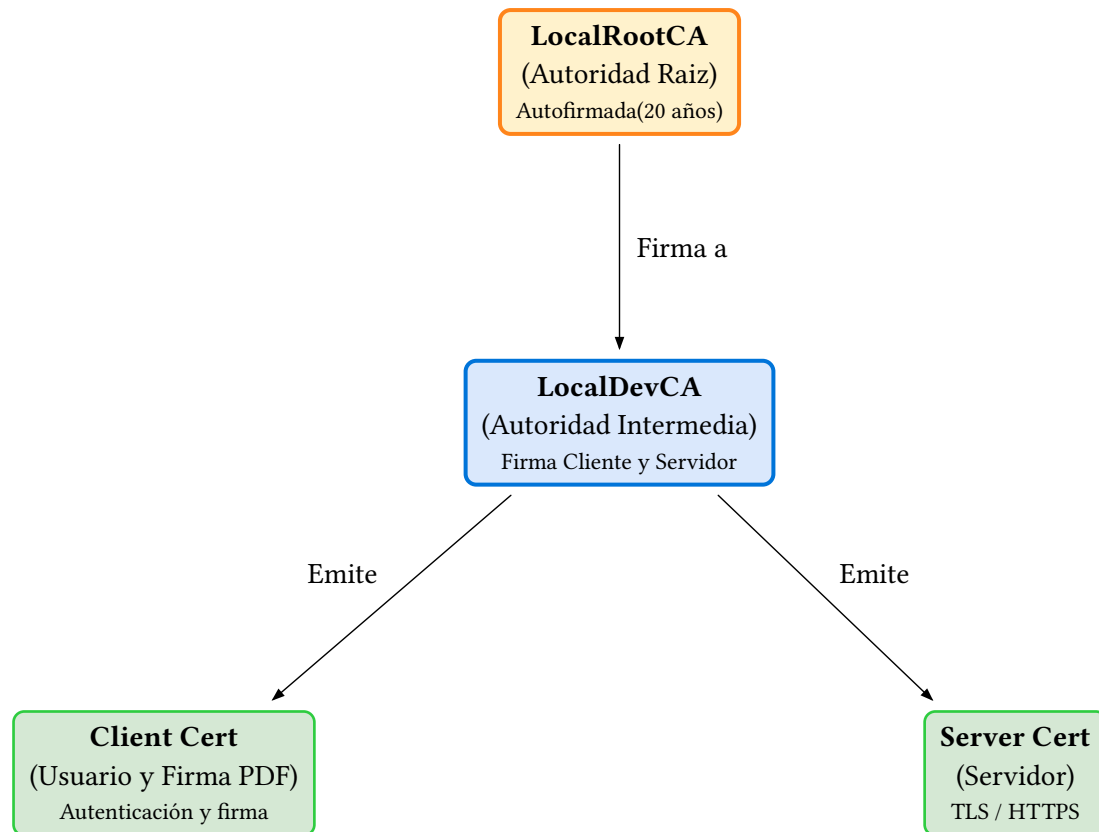 LocalRootCA
(Autoridad Raiz)
Autofirmada(20 años)
Firma a
LocalDevCA
(Autoridad Intermedia)
Firma Cliente y Servidor
Emite
Emite
Client Cert
(Usuario y Firma PDF)
Autenticación y firma
Server Cert
(Servidor)
TLS / HTTPS